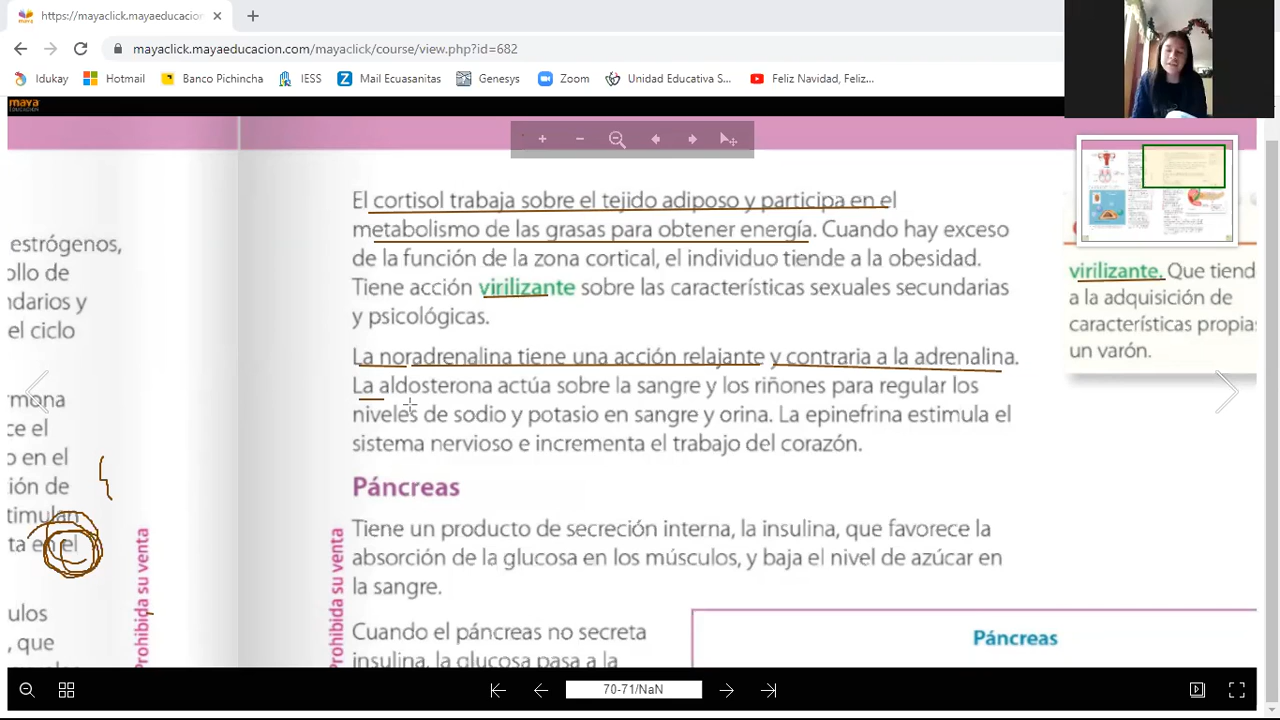 https://mayaclick.mayaeducacion
mayaclick.mayaeducacion.com/mayaclick/course/view.php?id=682
Idukay
Hotmail
Banco Pichincha
IESS
Mail Ecuasanitas
Genesys
Zoom
Unidad Educativa S...
Feliz Navidad, Feliz...
maya
EDUCACION
estrógenos,
ollo de
ndarios y
el ciclo
rmona
ce el
o en el
ión de
timulan
ta en el
ulos
, que
Prohibida su venta
Prohibida su venta
El cortisol trabaja sobre el tejido adiposo y participa en el
metabolismo de las grasas para obtener energía. Cuando hay exceso
de la función de la zona cortical, el individuo tiende a la obesidad.
Tiene acción virilizante sobre las características sexuales secundarias
y psicológicas.
La noradrenalina tiene una acción relajante y contraria a la adrenalina.
La aldosterona actúa sobre la sangre y los riñones para regular los
niveles de sodio y potasio en sangre y orina. La epinefrina estimula el
sistema nervioso e incrementa el trabajo del corazón.
Páncreas
Tiene un producto de secreción interna, la insulina, que favorece la
absorción de la glucosa en los músculos, y baja el nivel de azúcar en
la sangre.
Cuando el páncreas no secreta
insulina, la glucosa pasa a la
Páncreas
virilizante. Que tiend
a la adquisición de
características propias
un varón.
70-71/NaN